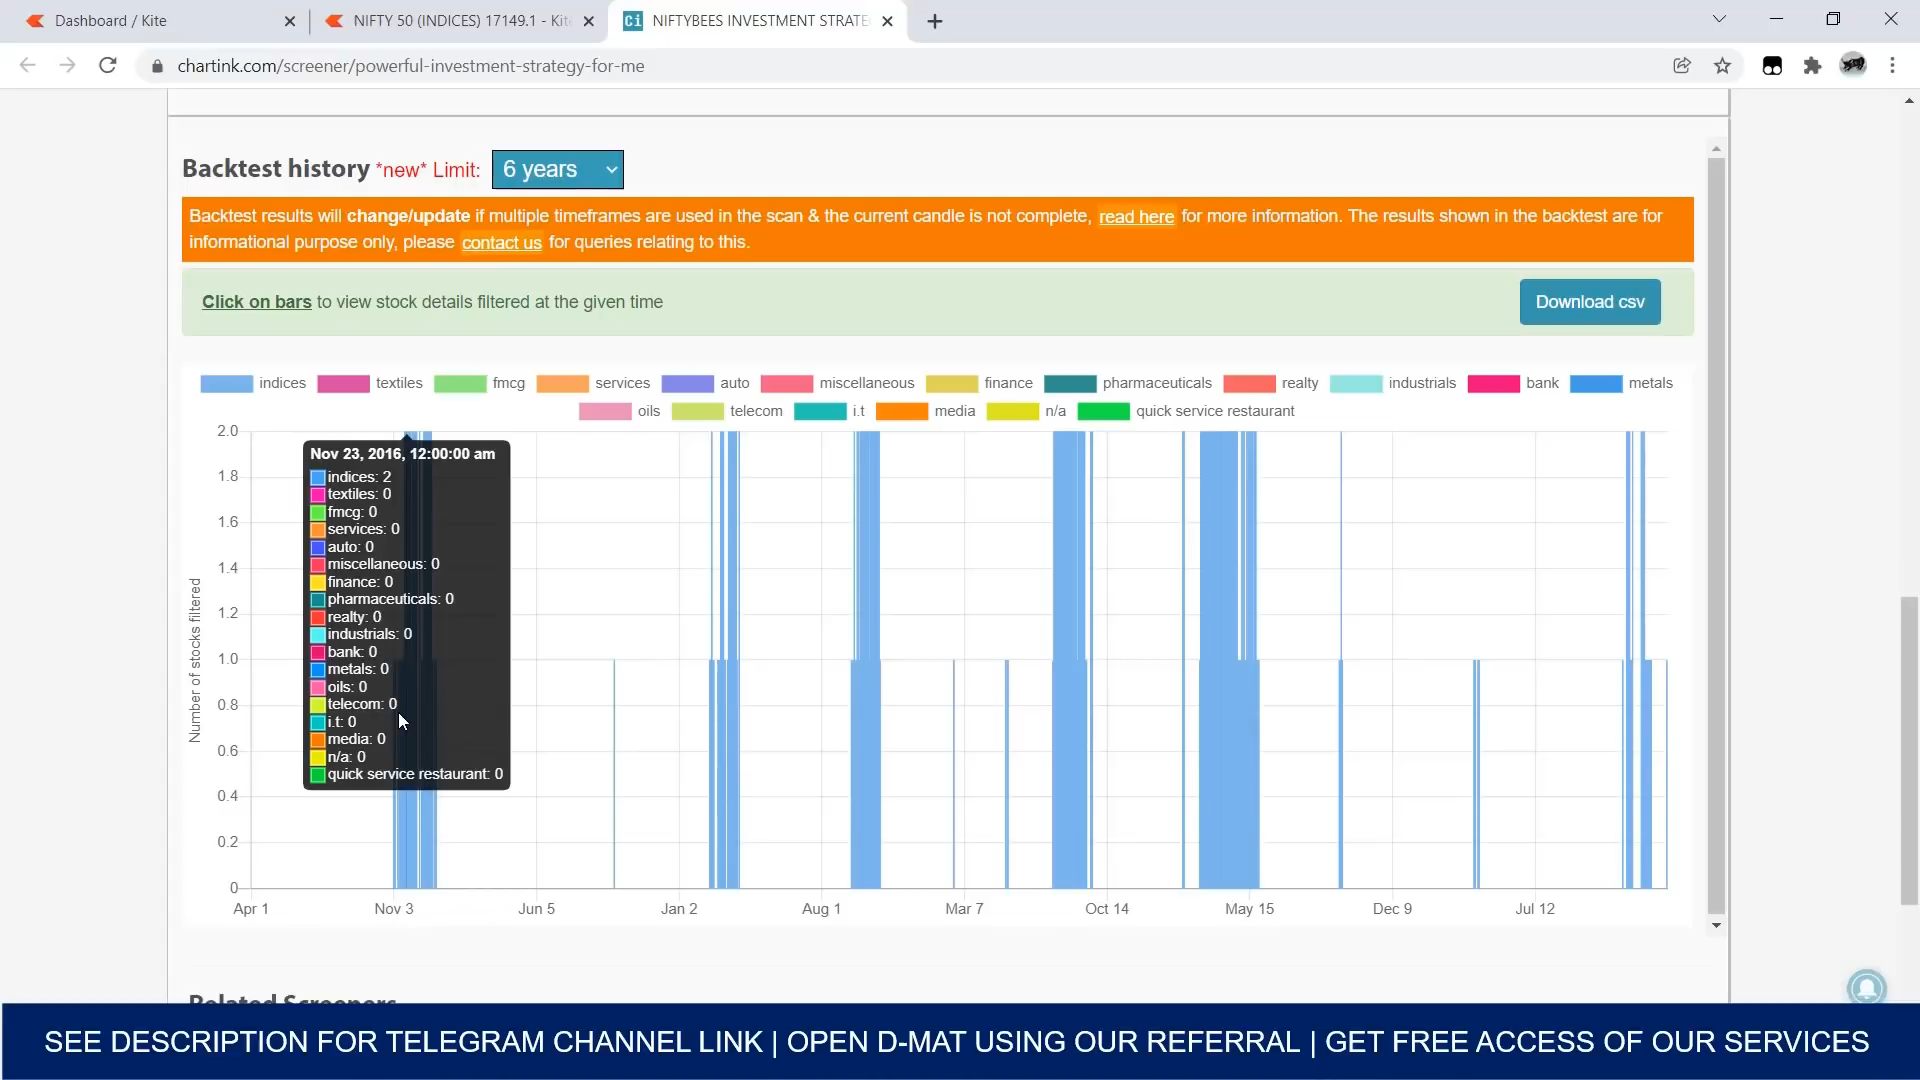 Dashboard / Kite
NIFTY 50 (INDICES) 17149.1 - Kit
Ci NIFTYBEES INVESTMENT STRATE
chartink.com/screener/powerful-investment-strategy-for-me
Backtest history *new* Limit: 6 years
Backtest results will change/update if multiple timeframes are used in the scan & the current candle is not complete, read here for more information. The results shown in the backtest are for
informational purpose only, please contact us for queries relating to this.
Click on bars to view stock details filtered at the given time
Download csv
indices textiles fmcg services auto miscellaneous finance pharmaceuticals realty industrials bank metals
oils telecom i.t media n/a quick service restaurant
Number of stocks filtered
2.0
1.8
1.6
1.4
1.2
1.0
0.8
0.6
0.4
0.2
0
Nov 23, 2016, 12:00:00 am
indices: 2
textiles: 0
fmcg: 0
services: 0
auto: 0
miscellaneous: 0
finance: 0
pharmaceuticals: 0
realty: 0
industrials: 0
bank: 0
metals: 0
oils: 0
telecom: 0
i.t: 0
media: 0
n/a: 0
quick service restaurant: 0
Apr 1 Nov 3 Jun 5 Jan 2 Aug 1 Mar 7 Oct 14 May 15 Dec 9 Jul 12
Related Screeners
SEE DESCRIPTION FOR TELEGRAM CHANNEL LINK | OPEN D-MAT USING OUR REFERRAL | GET FREE ACCESS OF OUR SERVICES